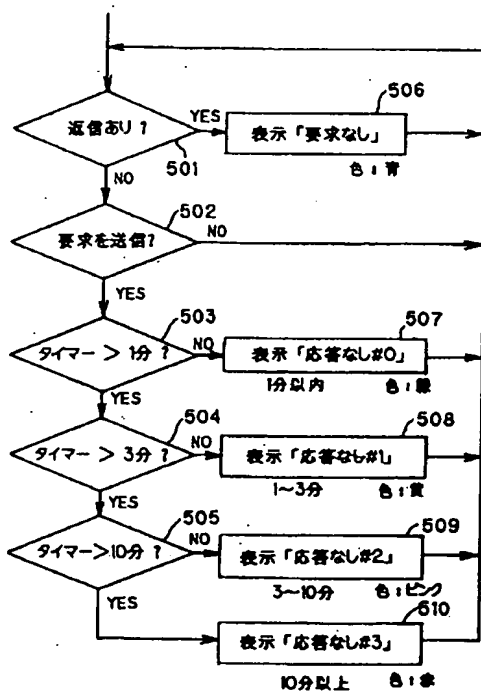 506
返信あり?
YES
表示「要求なし」
501
色:青
NO
502
要求を送信?
NO
YES
503
507
タイマー > 1分 ?
NO
表示「応答なし#0」
1分以内
色:緑
YES
504
508
タイマー > 3分 ?
NO
表示「応答なし#1」
1~3分
色:黄
YES
505
509
タイマー>10分 ?
NO
表示「応答なし#2」
3~10分
色:ピンク
YES
510
表示「応答なし#3」
10分以上
色:赤